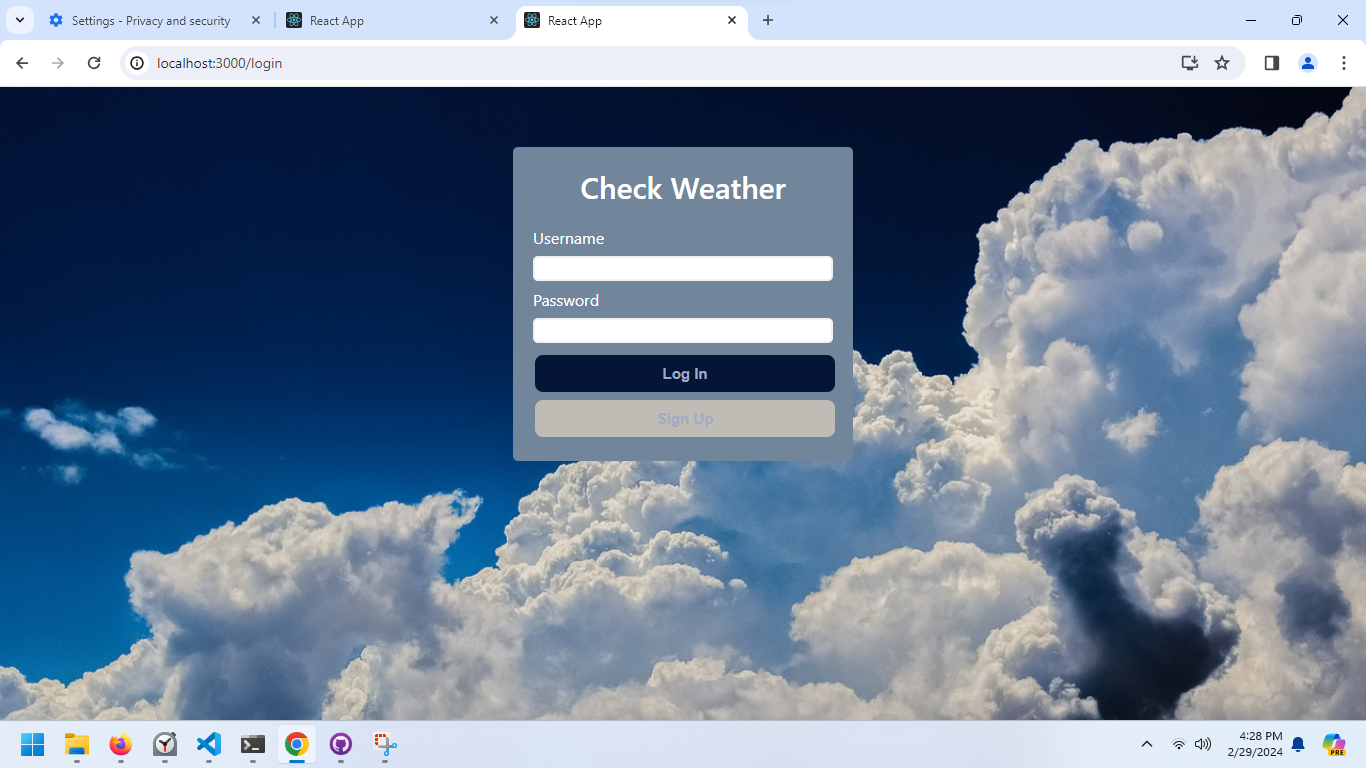 Settings - Privacy and security
React App
React App
localhost:3000/login
Check Weather
Username
Password
Log In
Sign Up
4:28 PM
2/29/2024
PRE